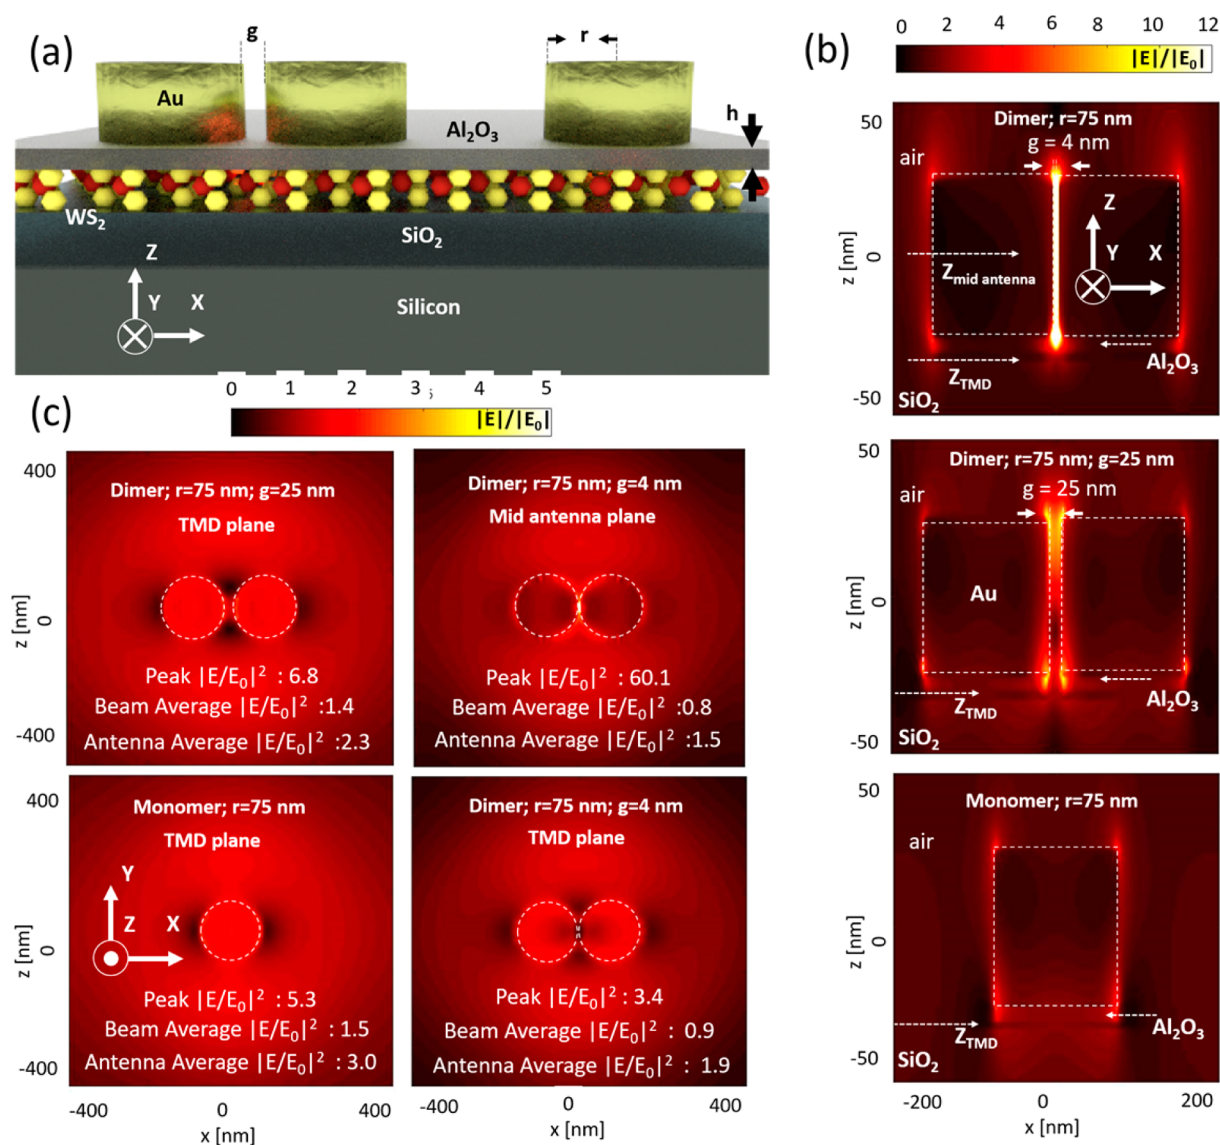 (a)
g
r
Au
Al₂O₃
h
WS₂
SiO₂
Z
Y
X
Silicon
(b)
0 2 4 6 8 10 12
|E|/|E₀|
50
0
-50
z [nm]
Dimer; r=75 nm
g = 4 nm
air
Z
Y
X
Zmid antenna
Al₂O₃
ZTMD
SiO₂
50
0
-50
z [nm]
Dimer; r=75 nm; g=25 nm
air
g = 25 nm
Au
Al₂O₃
ZTMD
SiO₂
50
0
-50
z [nm]
Monomer; r=75 nm
air
Al₂O₃
ZTMD
SiO₂
-200 0 200
x [nm]
(c)
0 1 2 3 4 5
|E|/|E₀|
400
0
-400
z [nm]
Dimer; r=75 nm; g=25 nm
TMD plane
Peak |E/E₀|² : 6.8
Beam Average |E/E₀|² :1.4
Antenna Average |E/E₀|² :2.3
Dimer; r=75 nm; g=4 nm
Mid antenna plane
Peak |E/E₀|² : 60.1
Beam Average |E/E₀|² :0.8
Antenna Average |E/E₀|² :1.5
400
0
-400
z [nm]
Monomer; r=75 nm
TMD plane
Y
Z
X
Peak |E/E₀|² : 5.3
Beam Average |E/E₀|² : 1.5
Antenna Average |E/E₀|² : 3.0
Dimer; r=75 nm; g=4 nm
TMD plane
Peak |E/E₀|² : 3.4
Beam Average |E/E₀|² : 0.9
Antenna Average |E/E₀|² : 1.9
-400 0 400
x [nm]
-400 0 400
x [nm]